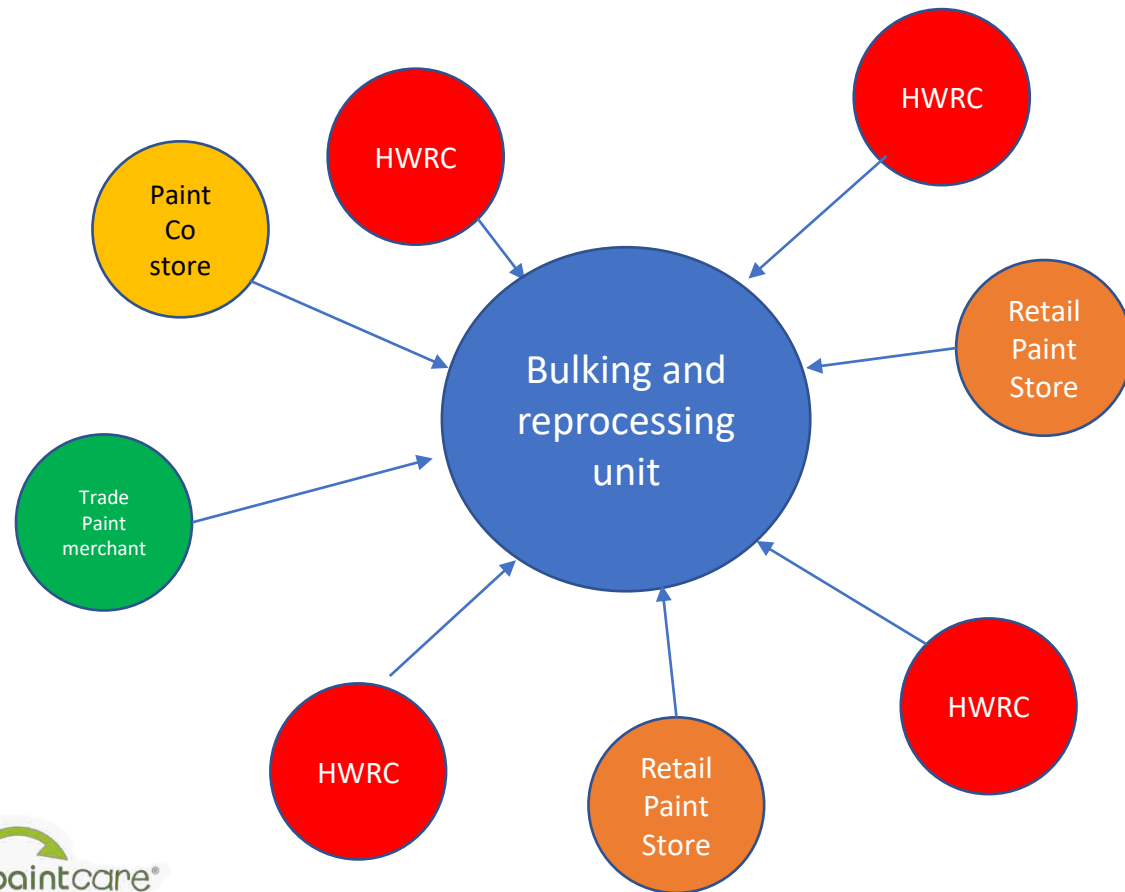 HWRC
HWRC
Paint
Co
store
Retail
Paint
Store
Bulking and
reprocessing
unit
Trade
Paint
merchant
HWRC
HWRC
Retail
Paint
Store
paintcare®